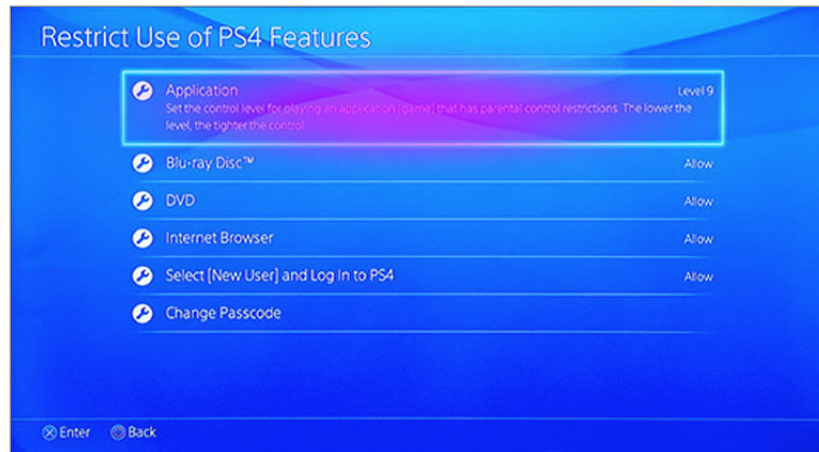 Restrict Use of PS4 Features
Application Level 9
Set the control level for playing an application (game) that has parental control restrictions. The lower the
level, the tighter the control.
Blu-ray Disc™ Allow
DVD Allow
Internet Browser Allow
Select [New User] and Log In to PS4 Allow
Change Passcode
Enter Back